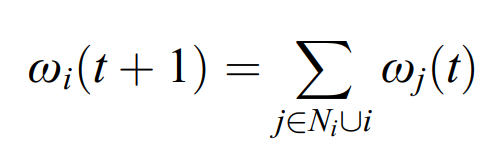 ω_i(t + 1) = ∑_{j∈N_i∪i} ω_j(t)